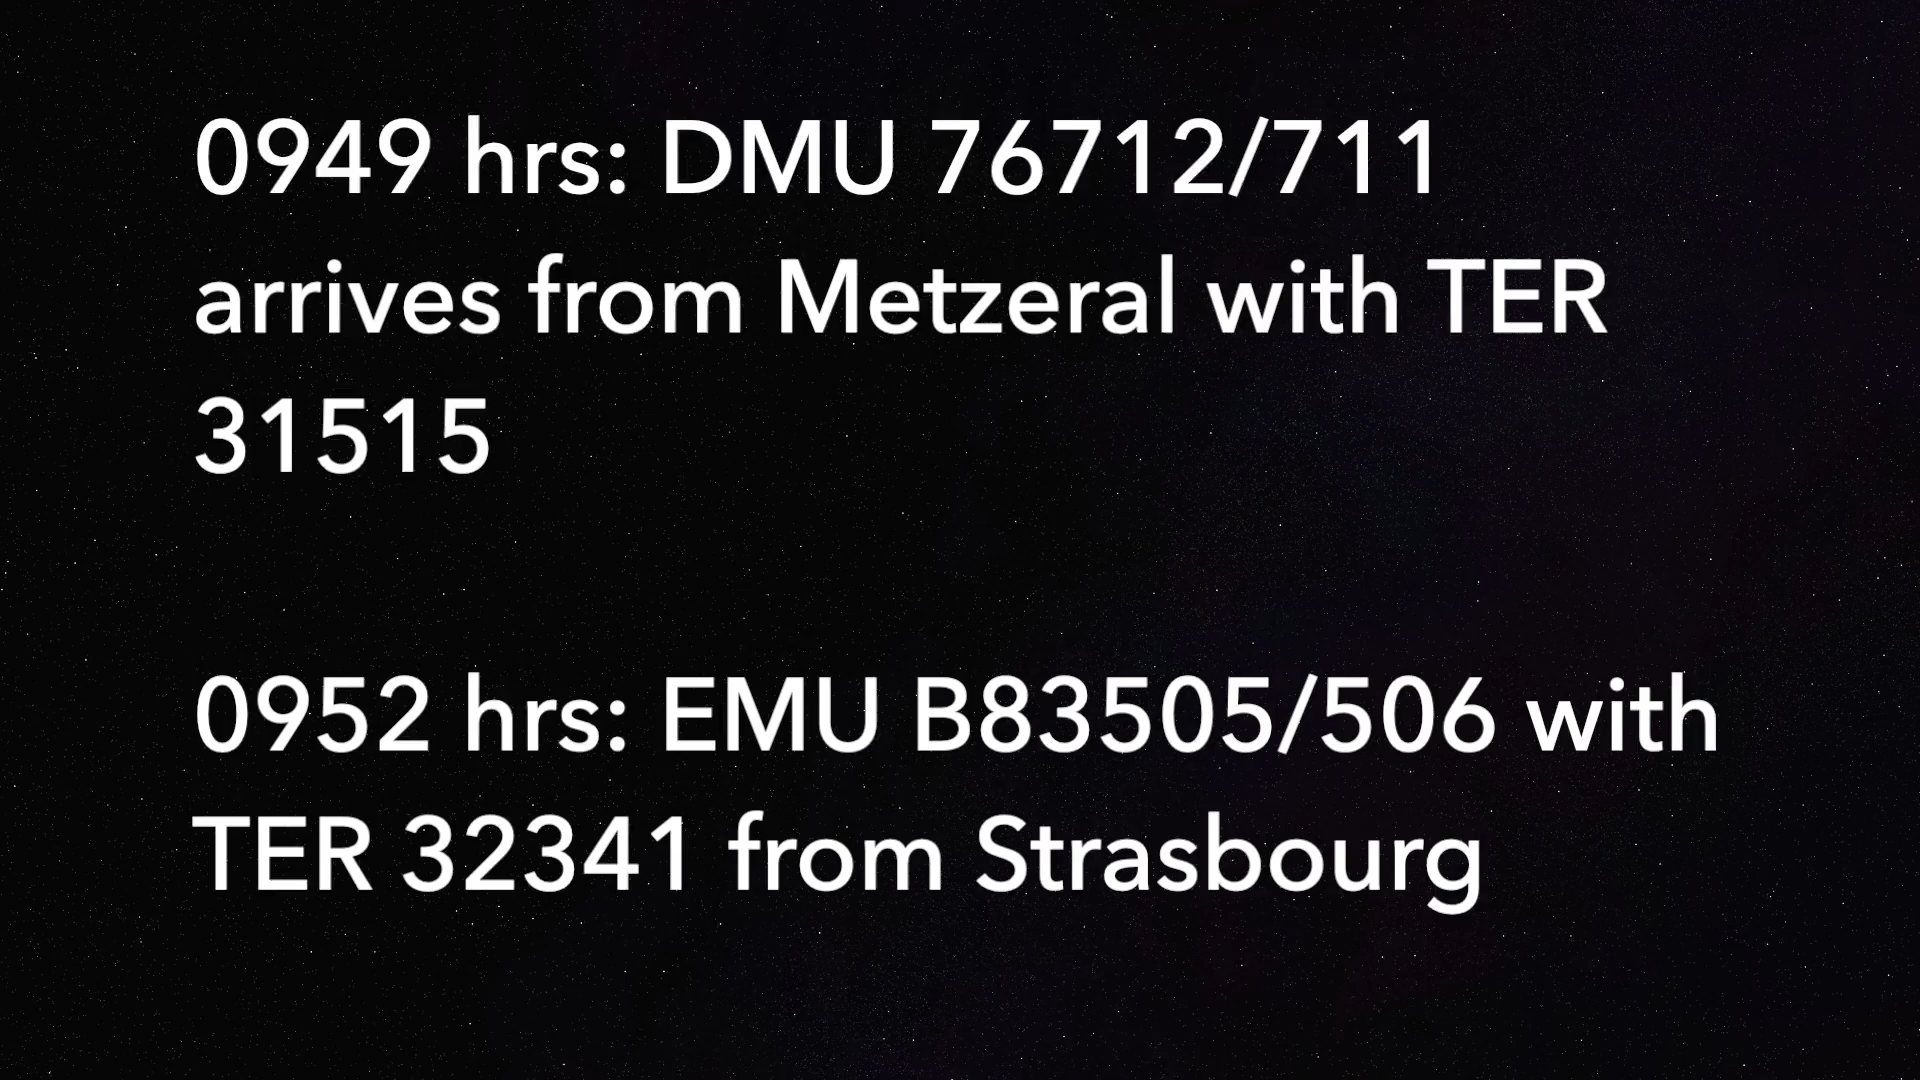 0949 hrs: DMU 76712/711
arrives from Metzeral with TER
31515
0952 hrs: EMU B83505/506 with
TER 32341 from Strasbourg